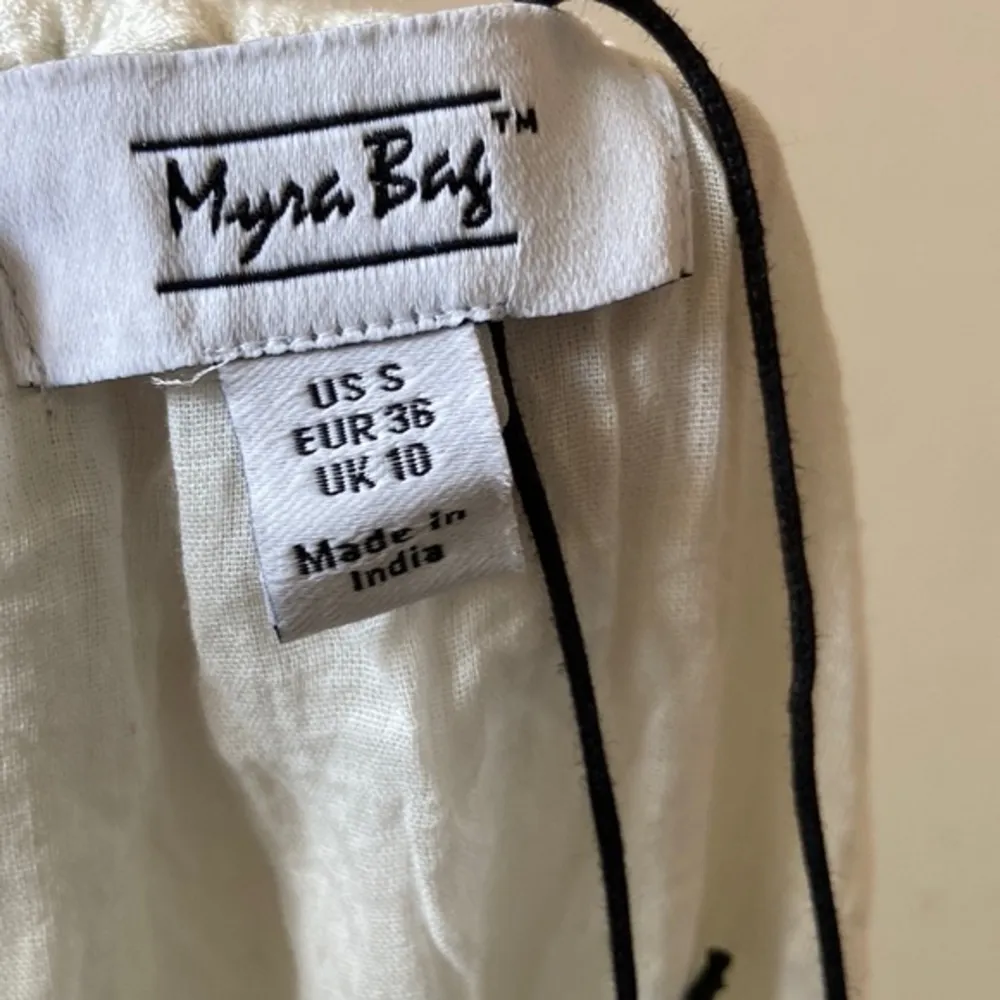 Myra Bag™
US S
EUR 36
UK 10
Made in
India